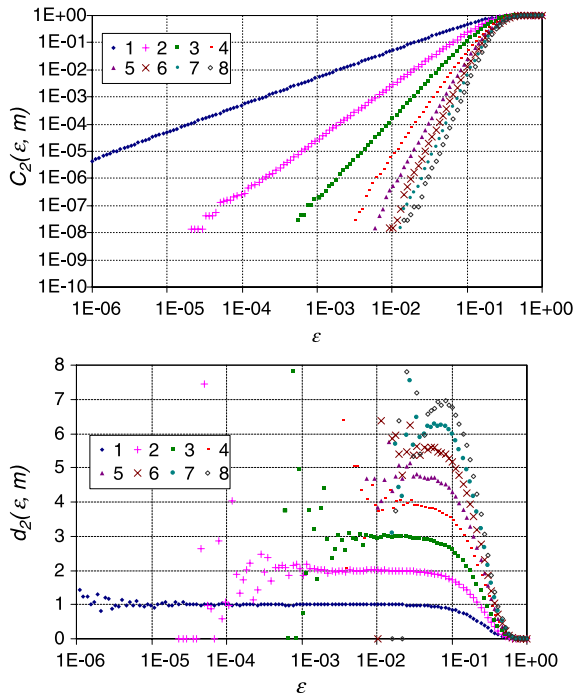 1E+00
1E-01
1E-02
1E-03
1E-04
1E-05
1E-06
1E-07
1E-08
1E-09
1E-10
C₂(ε, m)
1 2 3 4
5 6 7 8
1E-06 1E-05 1E-04 1E-03 1E-02 1E-01 1E+00
ε
8
7
6
5
4
3
2
1
0
d₂(ε, m)
1 2 3 4
5 6 7 8
1E-06 1E-05 1E-04 1E-03 1E-02 1E-01 1E+00
ε